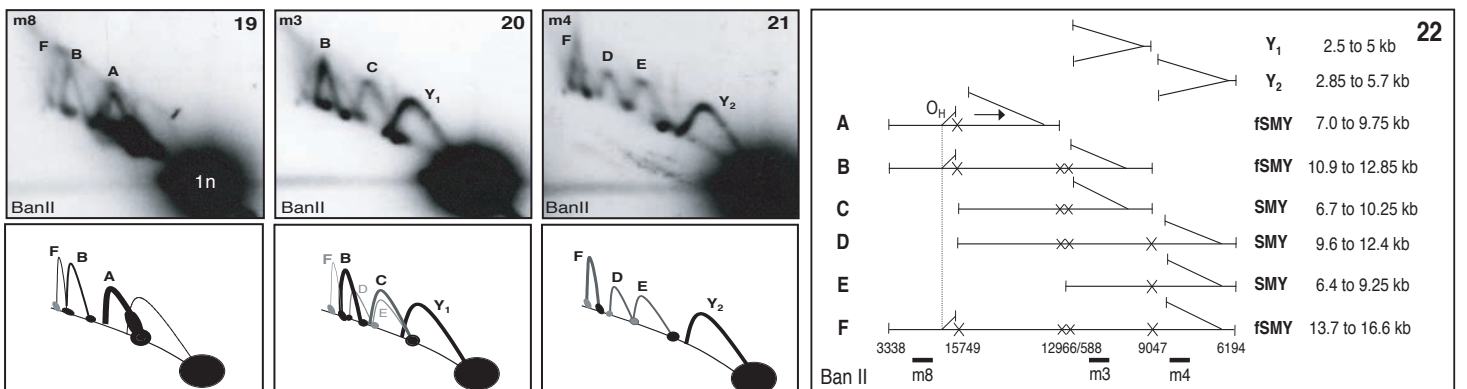 m8 19
F B A
1n
BanII
m3 20
B C Y1
BanII
m4 21
F D E Y2
BanII
F B A
F B D C E Y1
F D E Y2
22
Y1 2.5 to 5 kb
Y2 2.85 to 5.7 kb
OH
A fSMY 7.0 to 9.75 kb
B fSMY 10.9 to 12.85 kb
C SMY 6.7 to 10.25 kb
D SMY 9.6 to 12.4 kb
E SMY 6.4 to 9.25 kb
F fSMY 13.7 to 16.6 kb
3338 15749 12966/588 9047 6194
Ban II m8 m3 m4